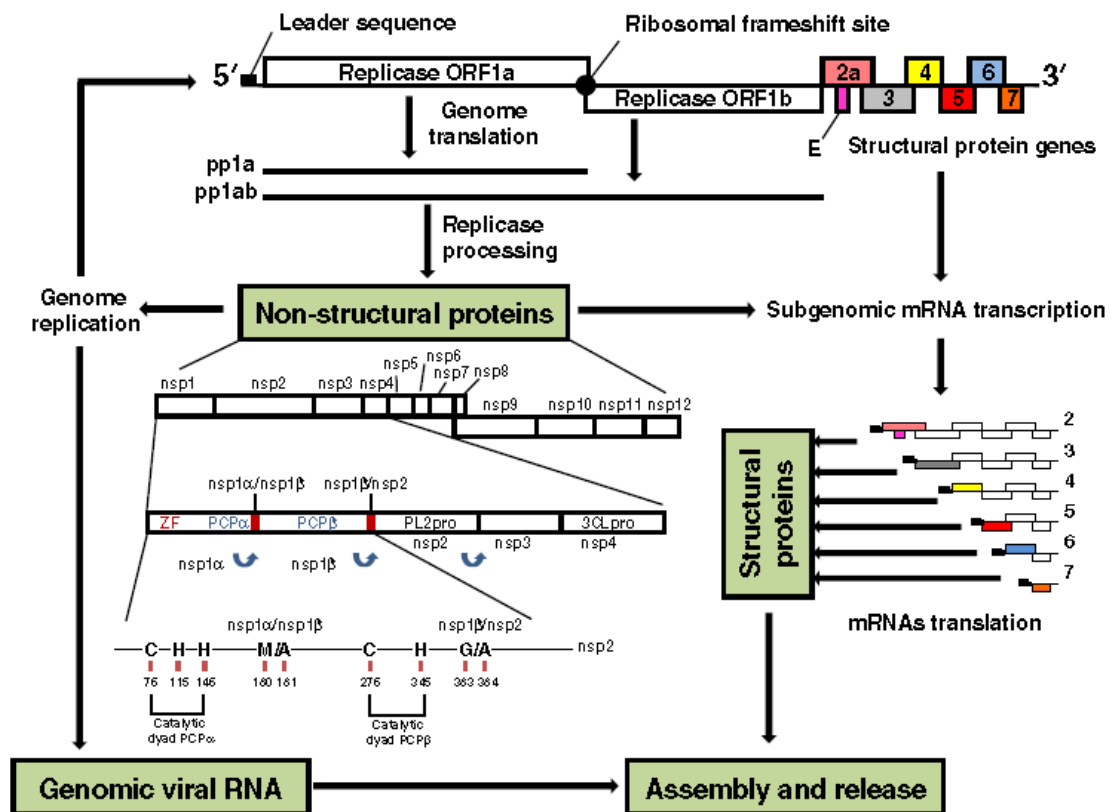 Leader sequence
Ribosomal frameshift site
5′
Replicase ORF1a
2a
4
6
3′
Replicase ORF1b
3
5
7
Genome
translation
E
Structural protein genes
pp1a
pp1ab
Replicase
processing
Genome
replication
Non-structural proteins
Subgenomic mRNA transcription
nsp1
nsp2
nsp3
nsp4
nsp5
nsp6
nsp7
nsp8
nsp9
nsp10
nsp11
nsp12
2
3
4
5
6
7
Structural
proteins
mRNAs translation
nsp1α/nsp1β
nsp1β/nsp2
ZF
PCPα
PCPβ
PL2pro
3CLpro
nsp2
nsp3
nsp4
nsp1α
nsp1β
nsp1α/nsp1β
nsp1β/nsp2
C H H M/A C H G/A
nsp2
76 115 146 180 181 276 345 383 384
Catalytic
dyad PCPα
Catalytic
dyad PCPβ
Genomic viral RNA
Assembly and release